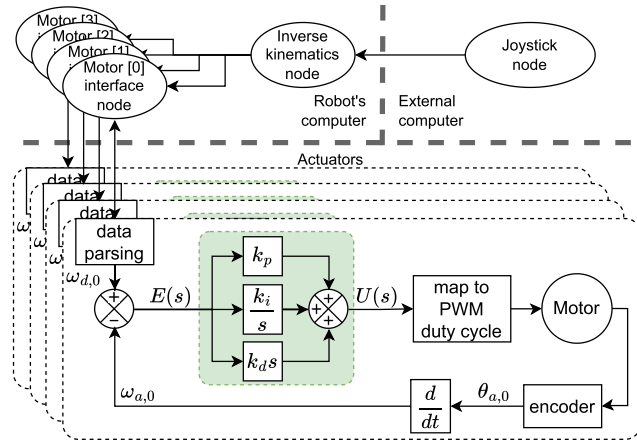 Motor [3]
Motor [2]
Motor [1]
Motor [0]
interface
node
Inverse
kinematics
node
Joystick
node
Robot's
computer
External
computer
Actuators
data
data
data
data
parsing
ω
ω
ω
ω_{d,0}
+
−
E(s)
k_p
k_i
s
k_d s
+
+
+
U(s)
map to
PWM
duty cycle
Motor
ω_{a,0}
d
dt
θ_{a,0}
encoder